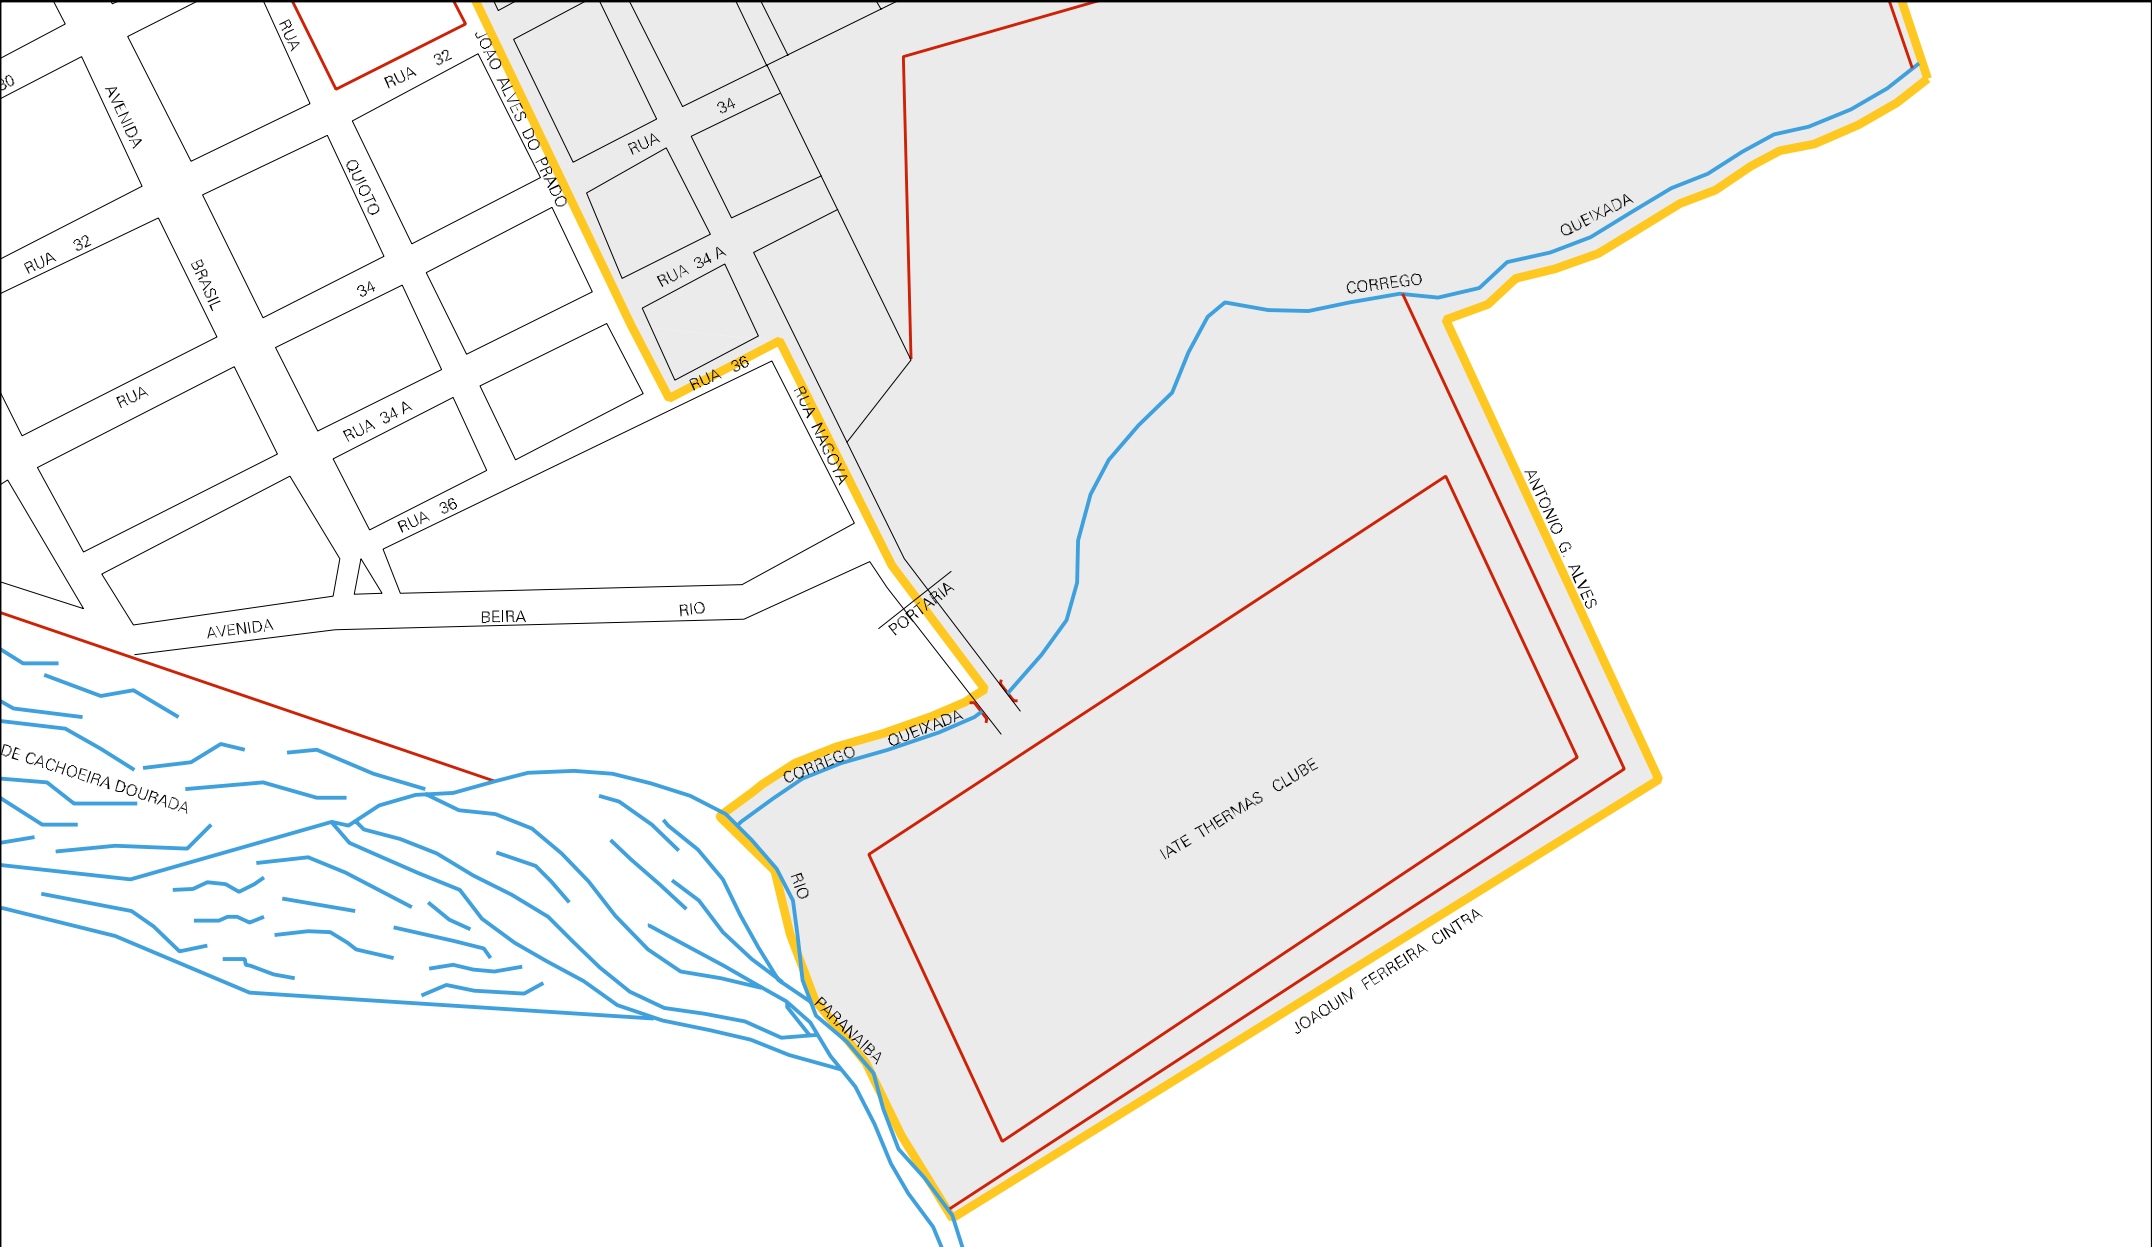 RUA
RUA 32
JOAO ALVES DO PRADO
30
AVENIDA
34
RUA
QUIOTO
RUA 32
QUEIXADA
BRASIL
RUA 34 A
34
CORREGO
RUA 36
RUA
RUA 34 A
RUA NAGOYA
RUA 36
ANTONIO G. ALVES
PORTARIA
AVENIDA
BEIRA
RIO
CORREGO QUEIXADA
DE CACHOEIRA DOURADA
IATE THERMAS CLUBE
RIO
PARANAIBA
JOAQUIM FERREIRA CINTRA